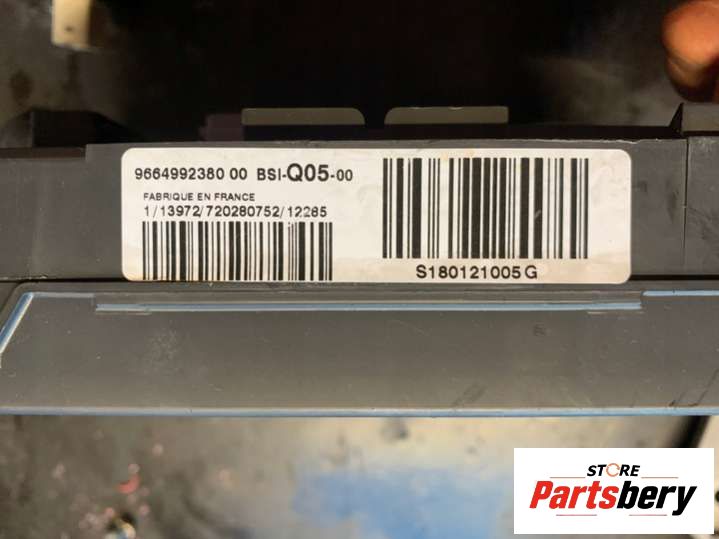 9664992380 00 BSI-Q05-00
FABRIQUE EN FRANCE
1/13972/720280752/12285
S180121005G
STORE
Partsbery